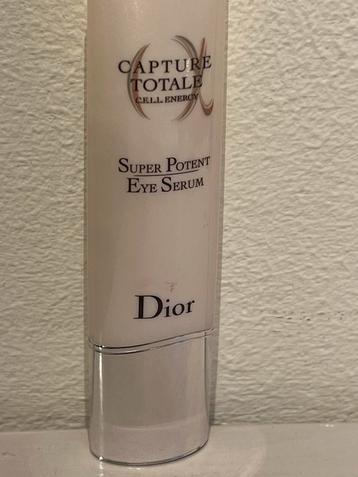 CAPTURE
TOTALE
C.E.L.L. ENERGY
SUPER POTENT
EYE SERUM
Dior